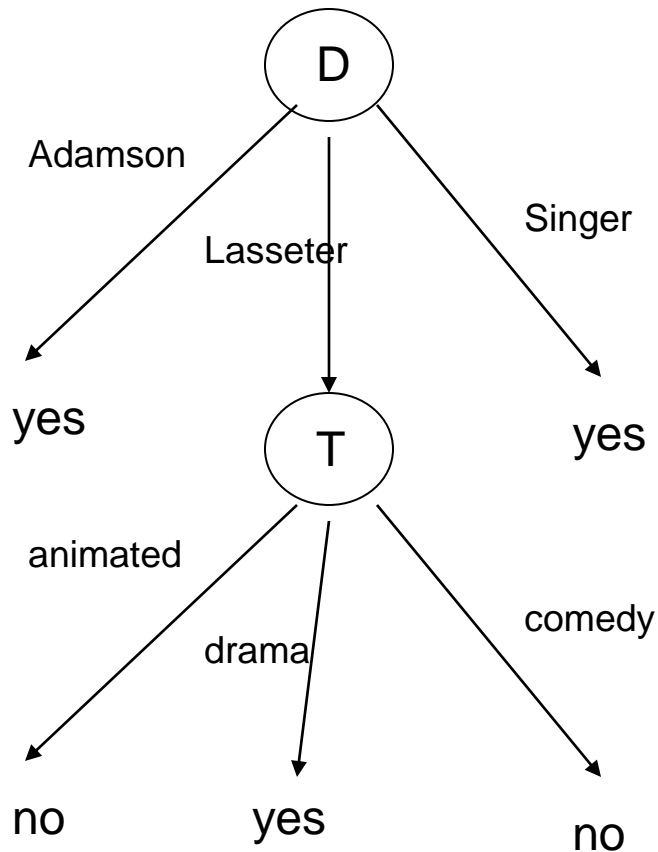 D
Adamson
Singer
Lasseter
yes
yes
T
animated
comedy
drama
no
yes
no